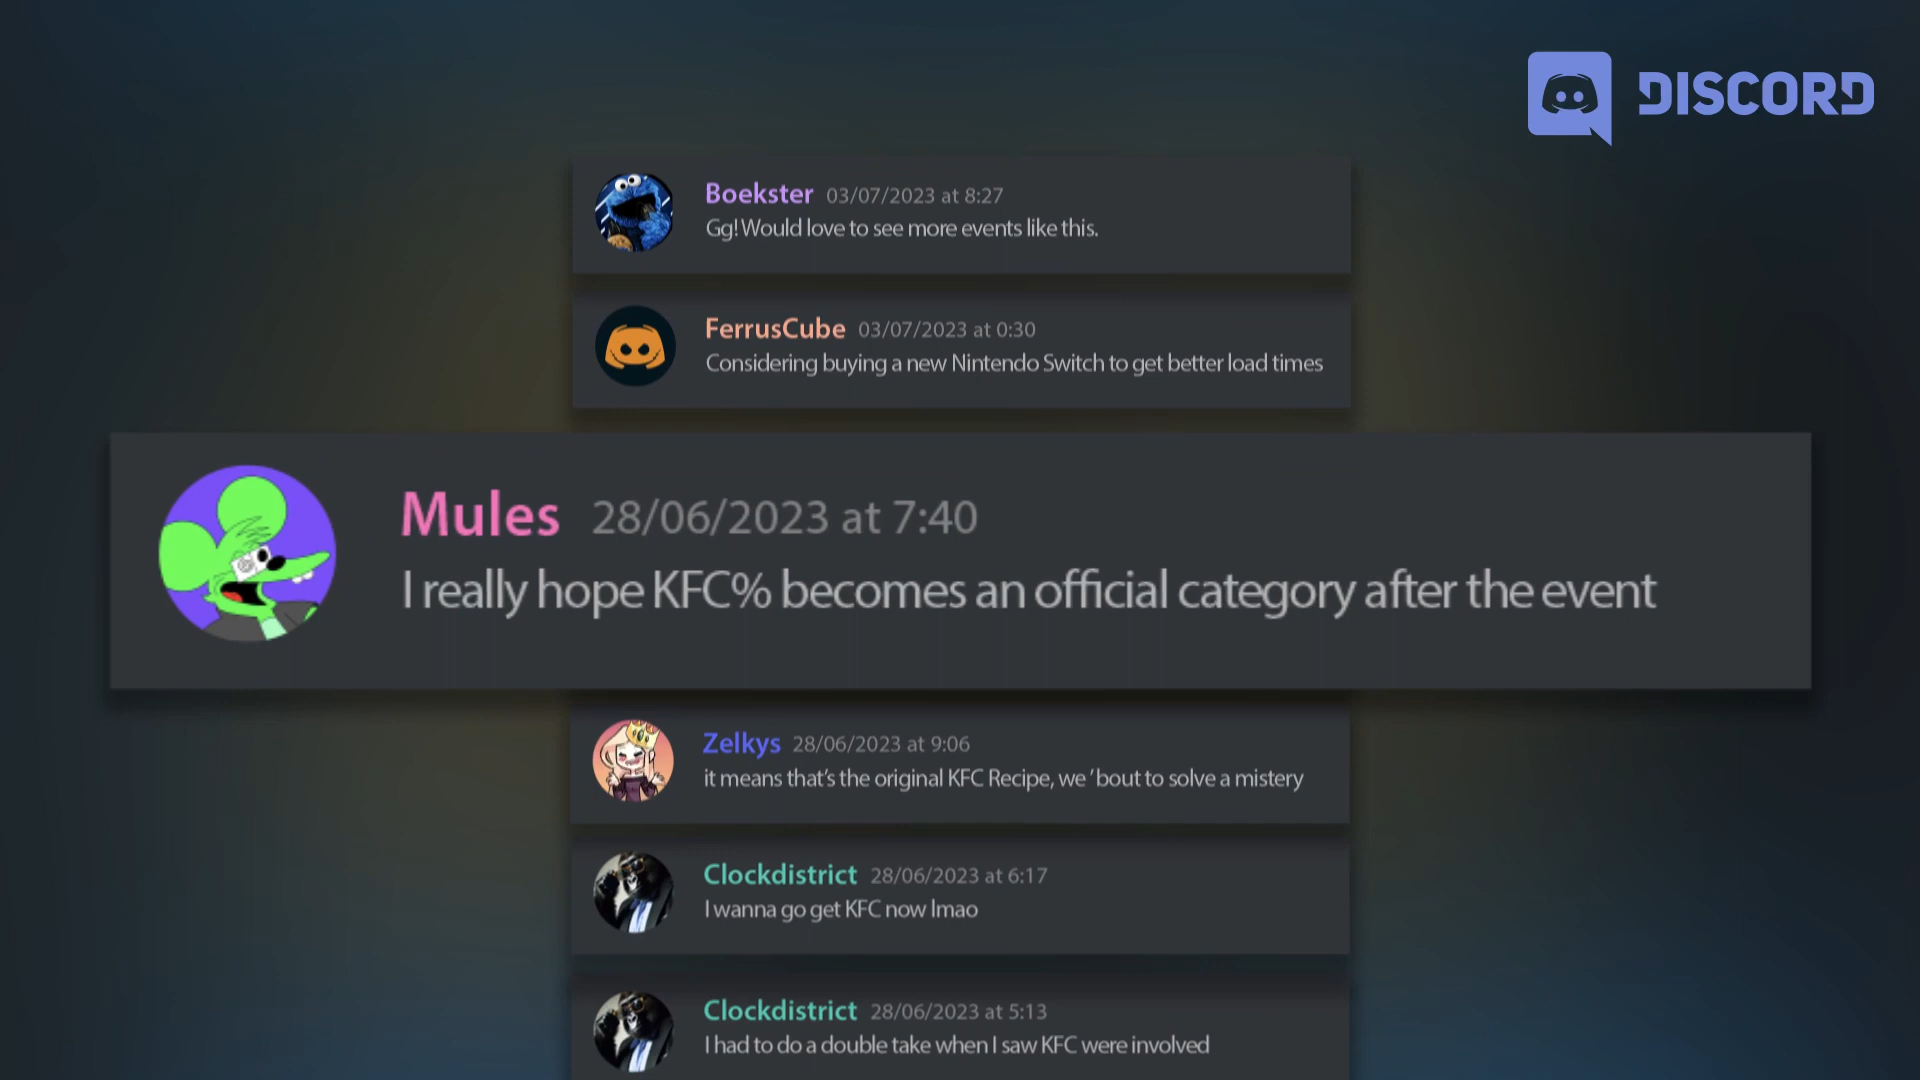 DISCORD
Boekster 03/07/2023 at 8:27
Gg! Would love to see more events like this.
FerrusCube 03/07/2023 at 0:30
Considering buying a new Nintendo Switch to get better load times
Mules 28/06/2023 at 7:40
I really hope KFC% becomes an official category after the event
Zelkys 28/06/2023 at 9:06
it means that's the original KFC Recipe, we 'bout to solve a mistery
Clockdistrict 28/06/2023 at 6:17
I wanna go get KFC now lmao
Clockdistrict 28/06/2023 at 5:13
I had to do a double take when I saw KFC were involved